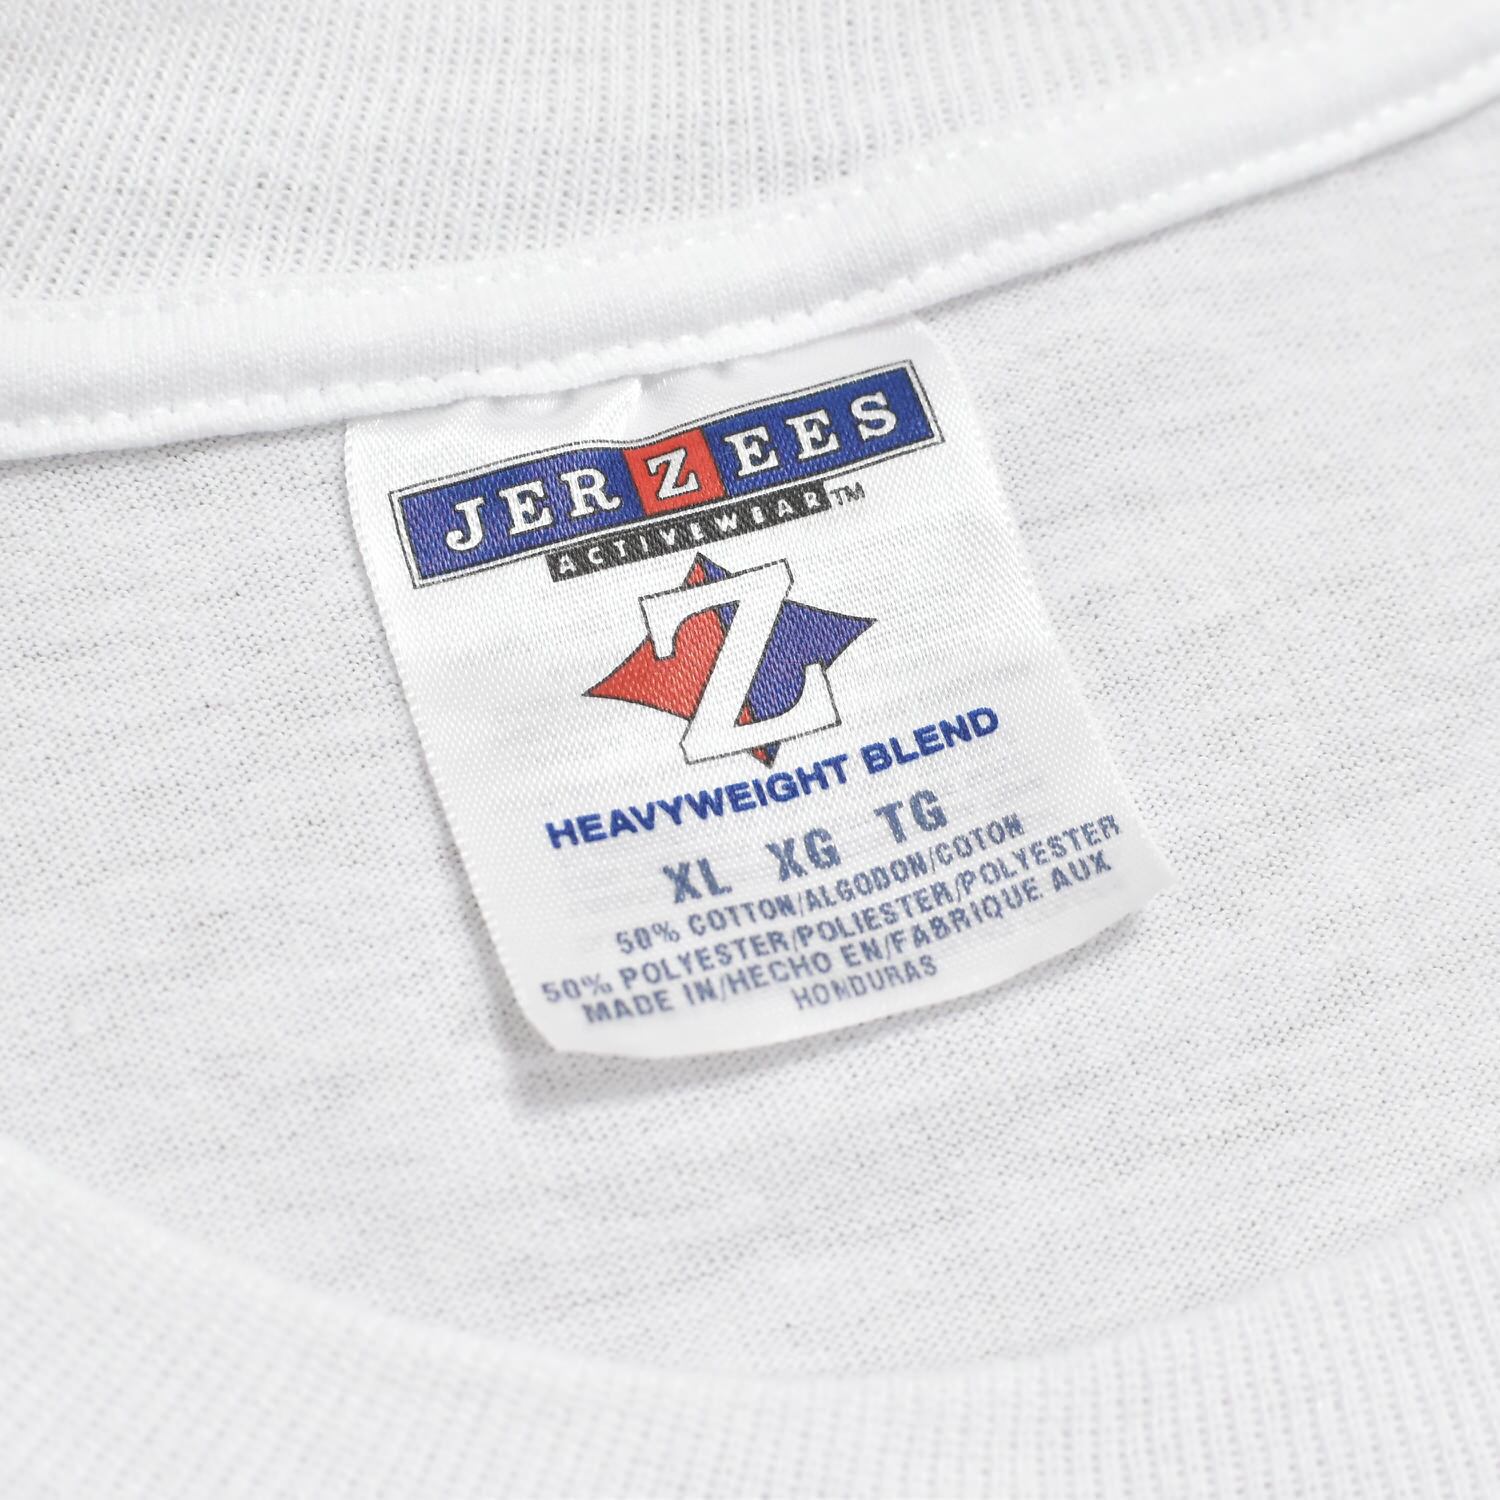 JERZEES
ACTIVEWEAR™
Z
HEAVYWEIGHT BLEND
XL XG TG
50% COTTON/ALGODON/COTON
50% POLYESTER/POLIESTER/POLYESTER
MADE IN/HECHO EN/FABRIQUE AUX
HONDURAS